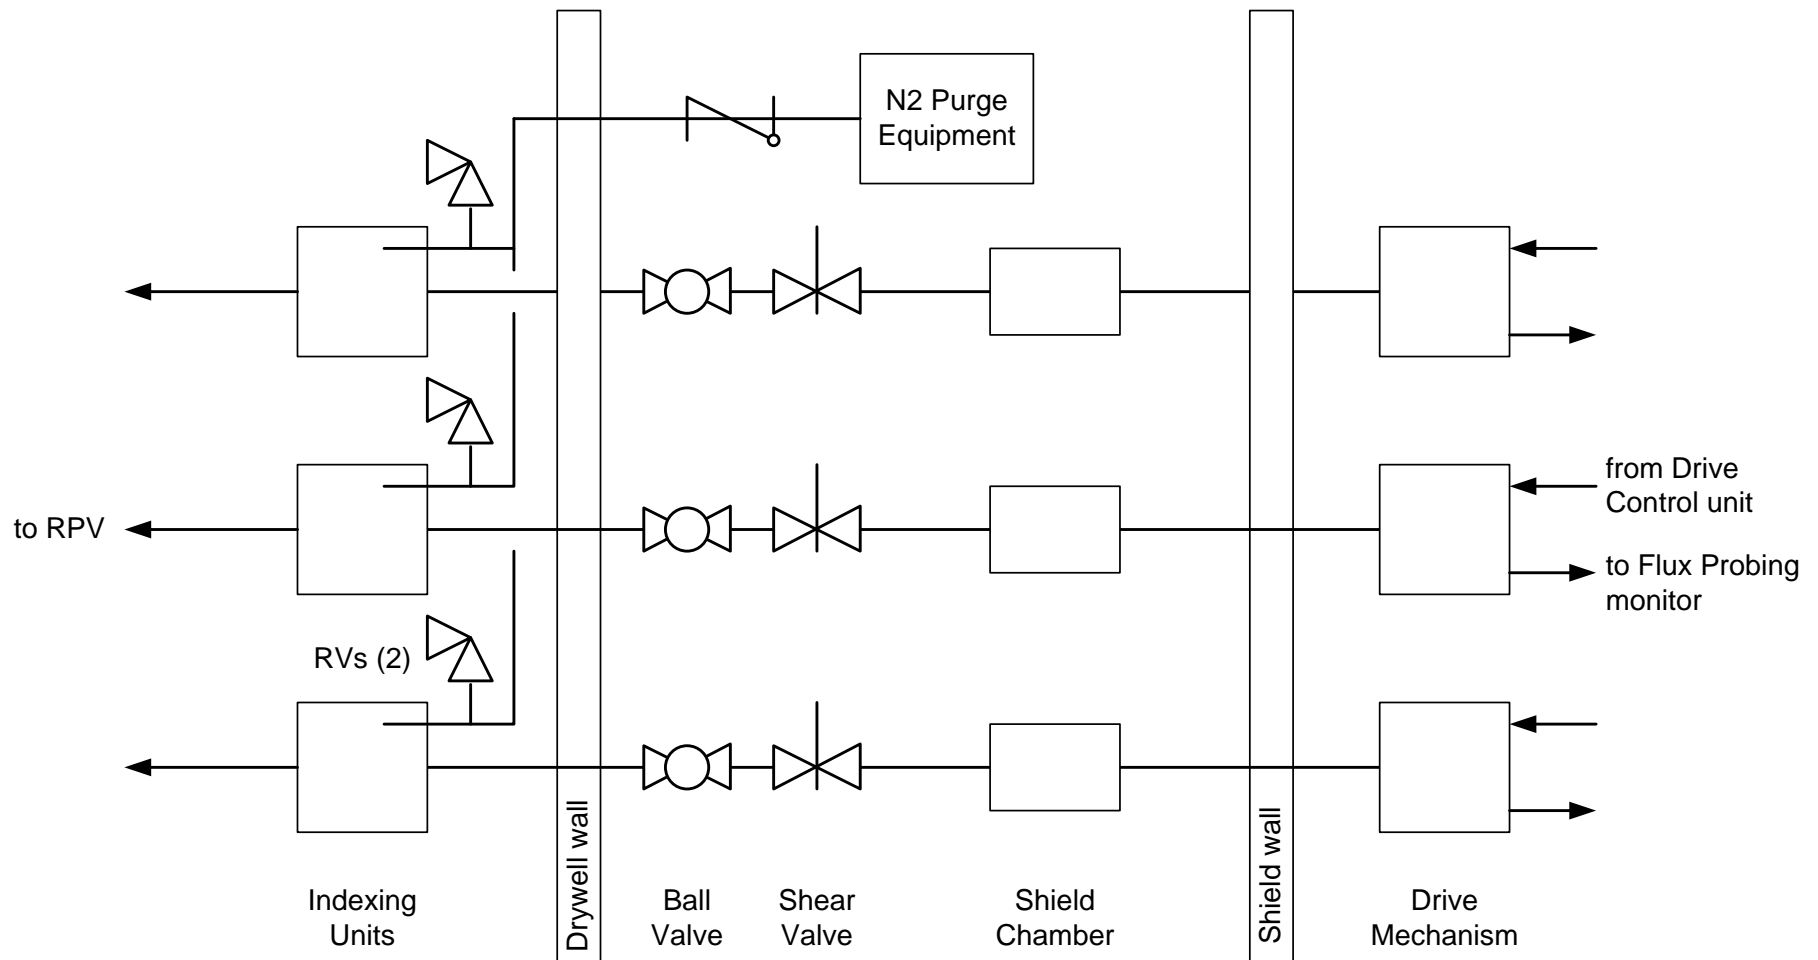 N2 Purge
Equipment
from Drive
Control unit
to RPV
to Flux Probing
monitor
RVs (2)
Drywell wall
Shield wall
Indexing
Units
Ball
Valve
Shear
Valve
Shield
Chamber
Drive
Mechanism